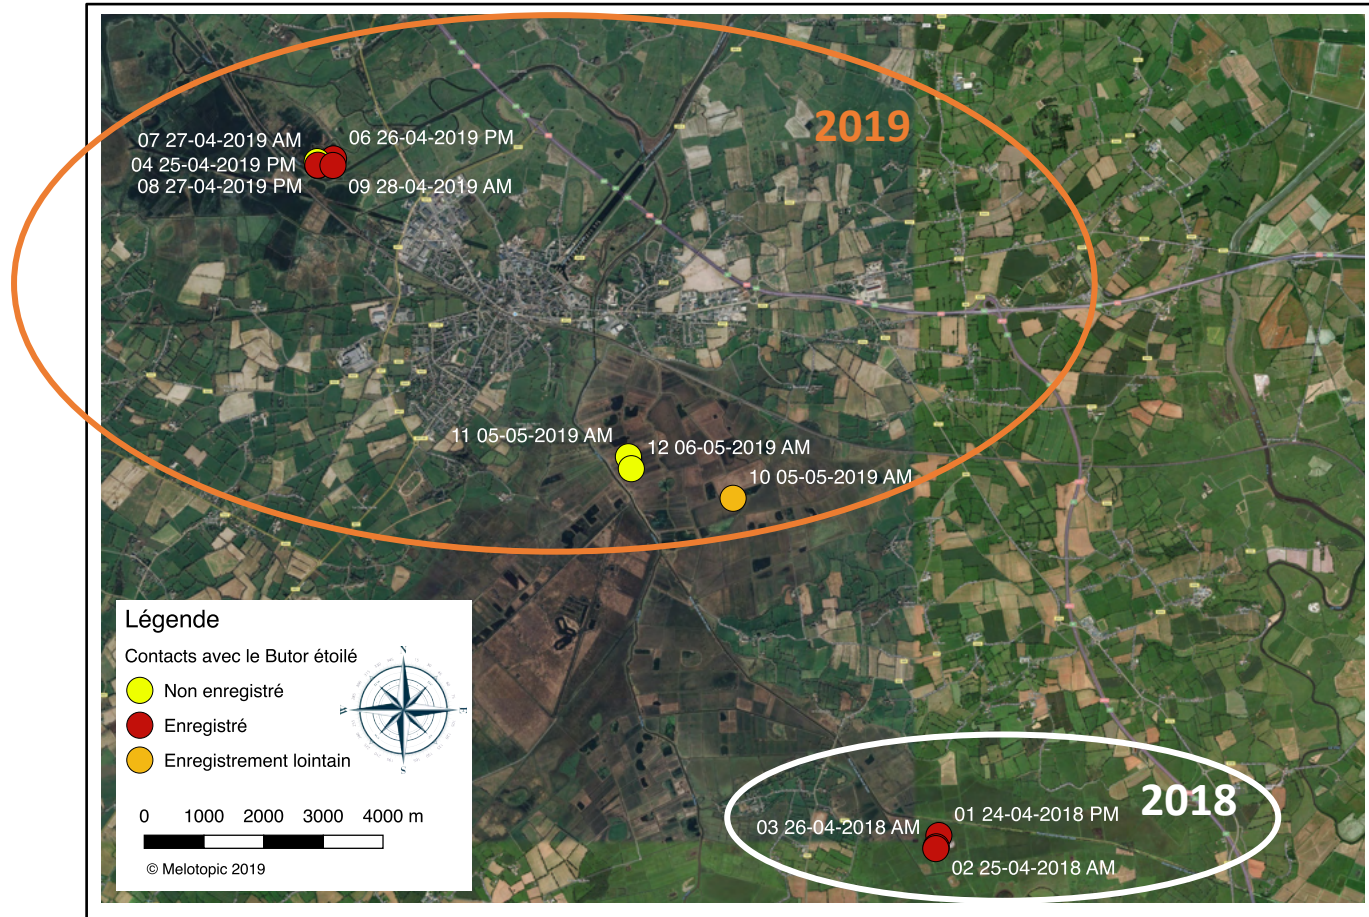 2019
07 27-04-2019 AM
06 26-04-2019 PM
04 25-04-2019 PM
08 27-04-2019 PM
09 28-04-2019 AM
11 05-05-2019 AM
12 06-05-2019 AM
10 05-05-2019 AM
Légende
Contacts avec le Butor étoilé
Non enregistré
Enregistré
Enregistrement lointain
N
E
S
W
0 1000 2000 3000 4000 m
© Melotopic 2019
2018
01 24-04-2018 PM
03 26-04-2018 AM
02 25-04-2018 AM